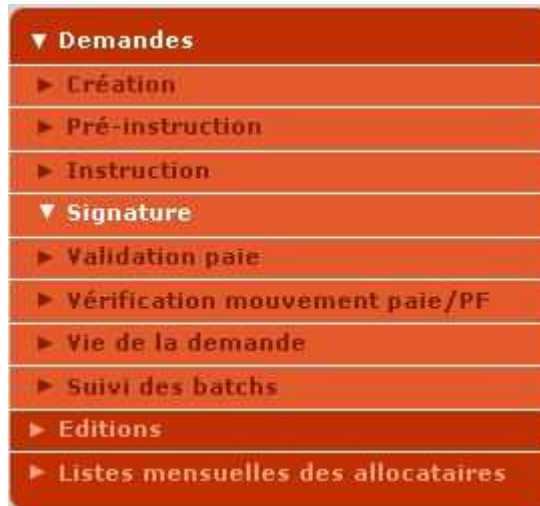 Demandes
Création
Pré-instruction
Instruction
Signature
Validation paie
Vérification mouvement paie/PF
Vie de la demande
Suivi des batchs
Editions
Listes mensuelles des allocataires